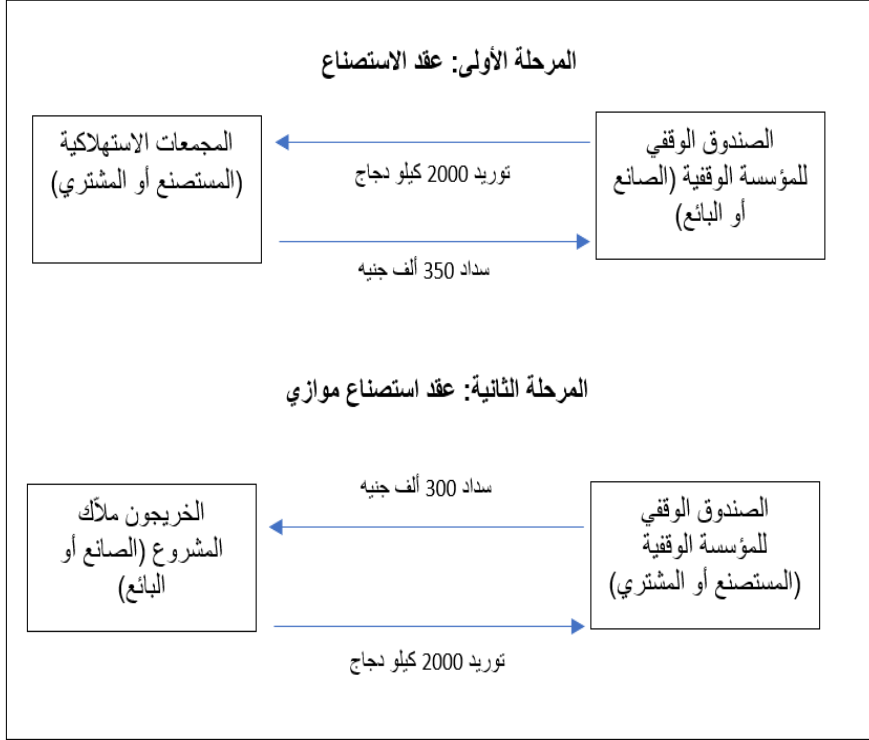 المرحلة الأولى: عقد الاستصناع
الصندوق الوقفي
للمؤسسة الوقفية (الصانع
أو البائع)
توريد 2000 كيلو دجاج
سداد 350 ألف جنيه
المجمعات الاستهلاكية
(المستصنع أو المشتري)
المرحلة الثانية: عقد استصناع موازي
الصندوق الوقفي
للمؤسسة الوقفية
(المستصنع أو المشتري)
سداد 300 ألف جنيه
توريد 2000 كيلو دجاج
الخريجون ملاّك
المشروع (الصانع أو
البائع)